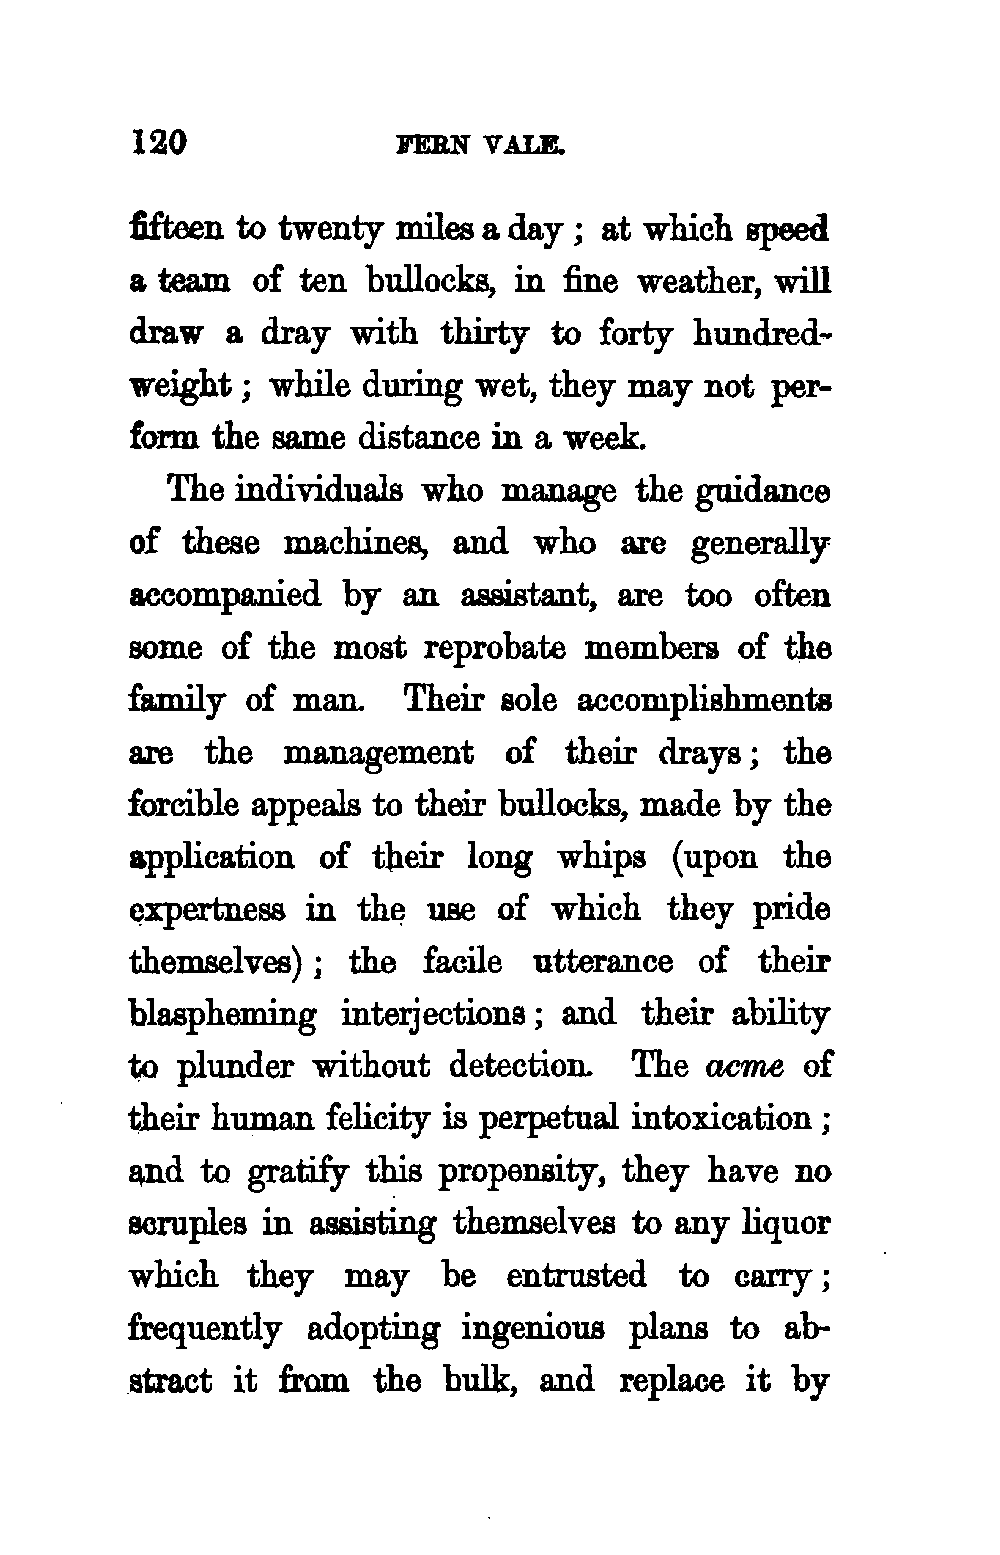 120 FERN VALE.
fifteen to twenty miles a day ; at which speed
a team of ten bullocks, in fine weather, will
draw a dray with thirty to forty hundred-
weight ; while during wet, they may not per-
form the same distance in a week.
The individuals who manage the guidance
of these machines, and who are generally
accompanied by an assistant, are too often
some of the most reprobate members of the
family of man. Their sole accomplishments
are the management of their drays ; the
forcible appeals to their bullocks, made by the
application of their long whips (upon the
expertness in the use of which they pride
themselves) ; the facile utterance of their
blaspheming interjections ; and their ability
to plunder without detection. The acme of
their human felicity is perpetual intoxication ;
and to gratify this propensity, they have no
scruples in assisting themselves to any liquor
which they may be entrusted to carry ;
frequently adopting ingenious plans to ab-
stract it from the bulk, and replace it by